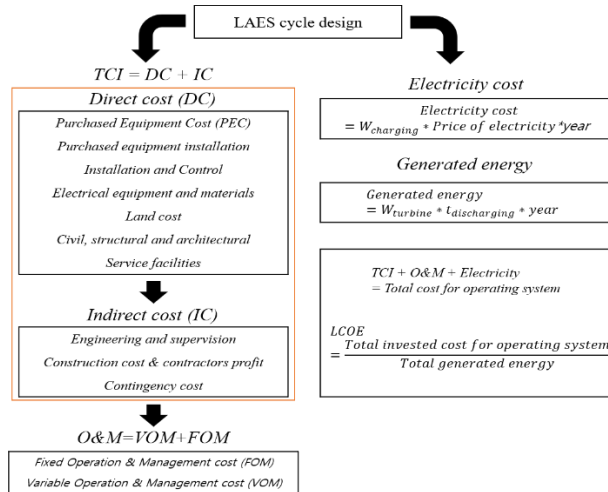 LAES cycle design
TCI = DC + IC
Direct cost (DC)
Purchased Equipment Cost (PEC)
Purchased equipment installation
Installation and Control
Electrical equipment and materials
Land cost
Civil, structural and architectural
Service facilities
Indirect cost (IC)
Engineering and supervision
Construction cost & contractors profit
Contingency cost
O&M=VOM+FOM
Fixed Operation & Management cost (FOM)
Variable Operation & Management cost (VOM)
Electricity cost
Electricity cost
= W_charging * Price of electricity*year
Generated energy
Generated energy
= W_turbine * t_discharging * year
TCI + O&M + Electricity
= Total cost for operating system
LCOE
= Total invested cost for operating system
Total generated energy